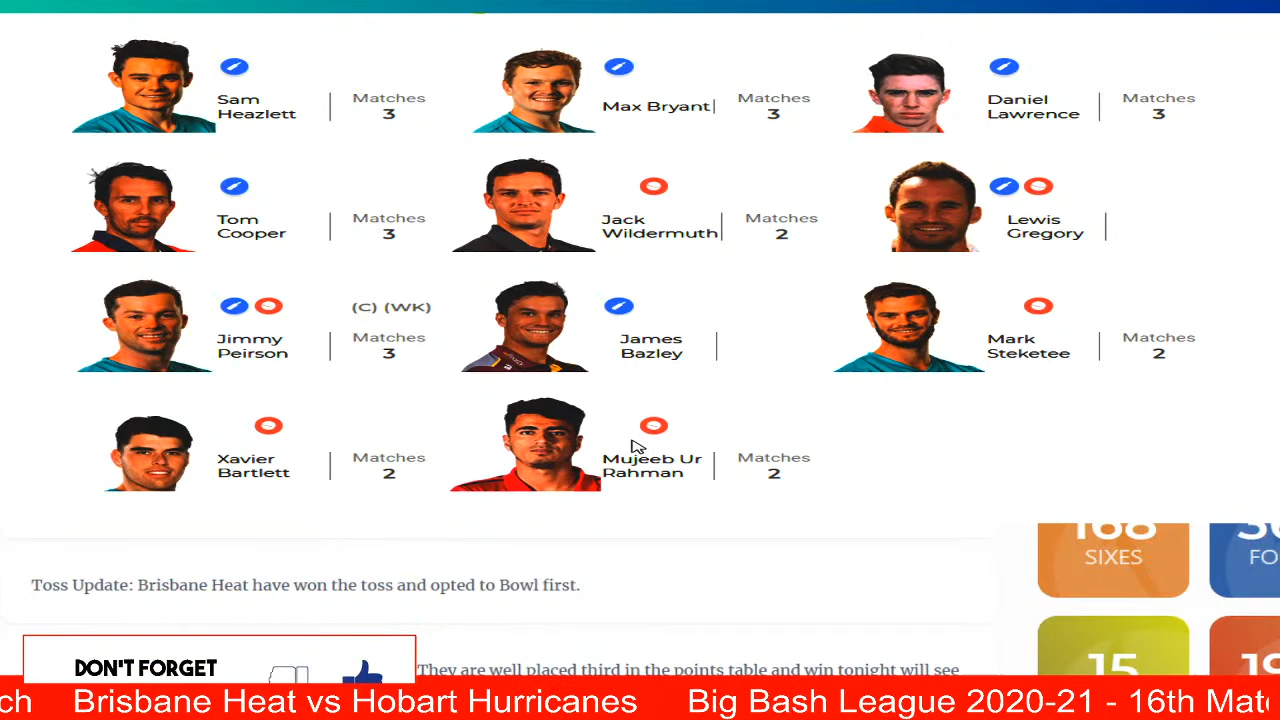 Sam
Heazlett
Matches
3
Max Bryant
Matches
3
Daniel
Lawrence
Matches
3
Tom
Cooper
Matches
3
Jack
Wildermuth
Matches
2
Lewis
Gregory
(C) (WK)
Jimmy
Peirson
Matches
3
James
Bazley
Mark
Steketee
Matches
2
Xavier
Bartlett
Matches
2
Mujeeb Ur
Rahman
Matches
2
168
SIXES
FO
Toss Update: Brisbane Heat have won the toss and opted to Bowl first.
15
DON'T FORGET
They are well placed third in the points table and win tonight will see
ch Brisbane Heat vs Hobart Hurricanes Big Bash League 2020-21 - 16th Mat